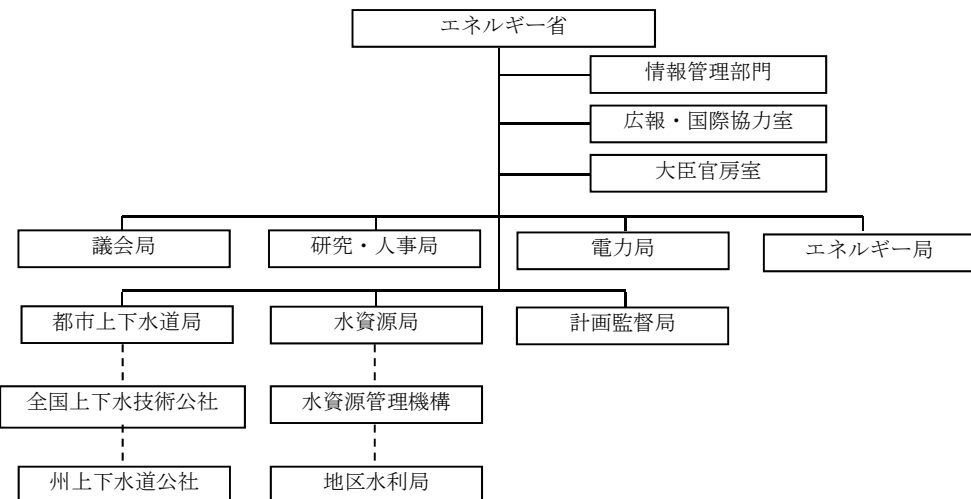 エネルギー省
情報管理部門
広報・国際協力室
大臣官房室
議会局
研究・人事局
電力局
エネルギー局
都市上下水道局
水資源局
計画監督局
全国上下水技術公社
水資源管理機構
州上下水道公社
地区水利局